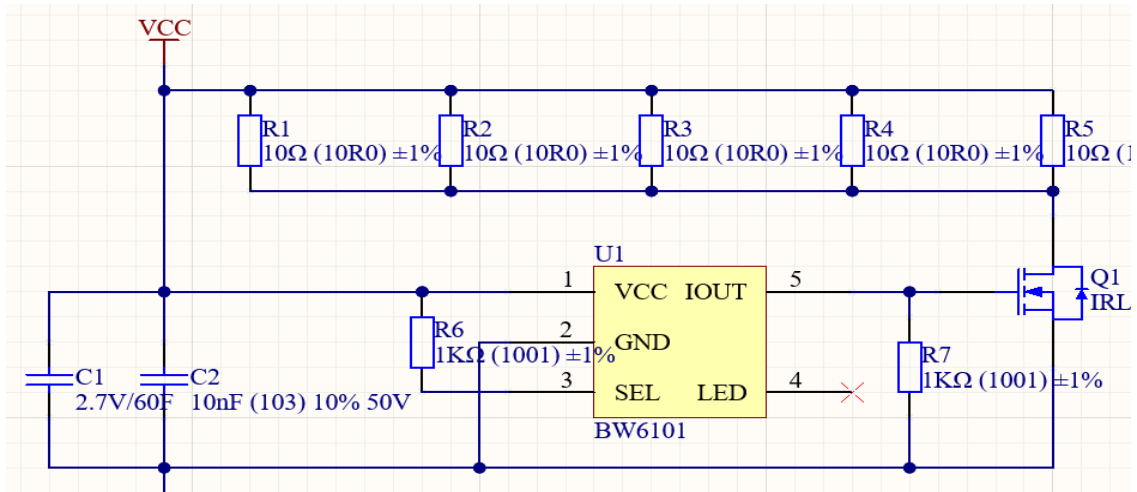 VCC
R1
10Ω (10R0) ±1%
R2
10Ω (10R0) ±1%
R3
10Ω (10R0) ±1%
R4
10Ω (10R0) ±1%
R5
10Ω (1
U1
1
VCC
IOUT
5
2
GND
3
SEL
LED
4
BW6101
R6
1KΩ (1001) ±1%
Q1
IRL
R7
1KΩ (1001) ±1%
C1
2.7V/60F
C2
10nF (103) 10% 50V